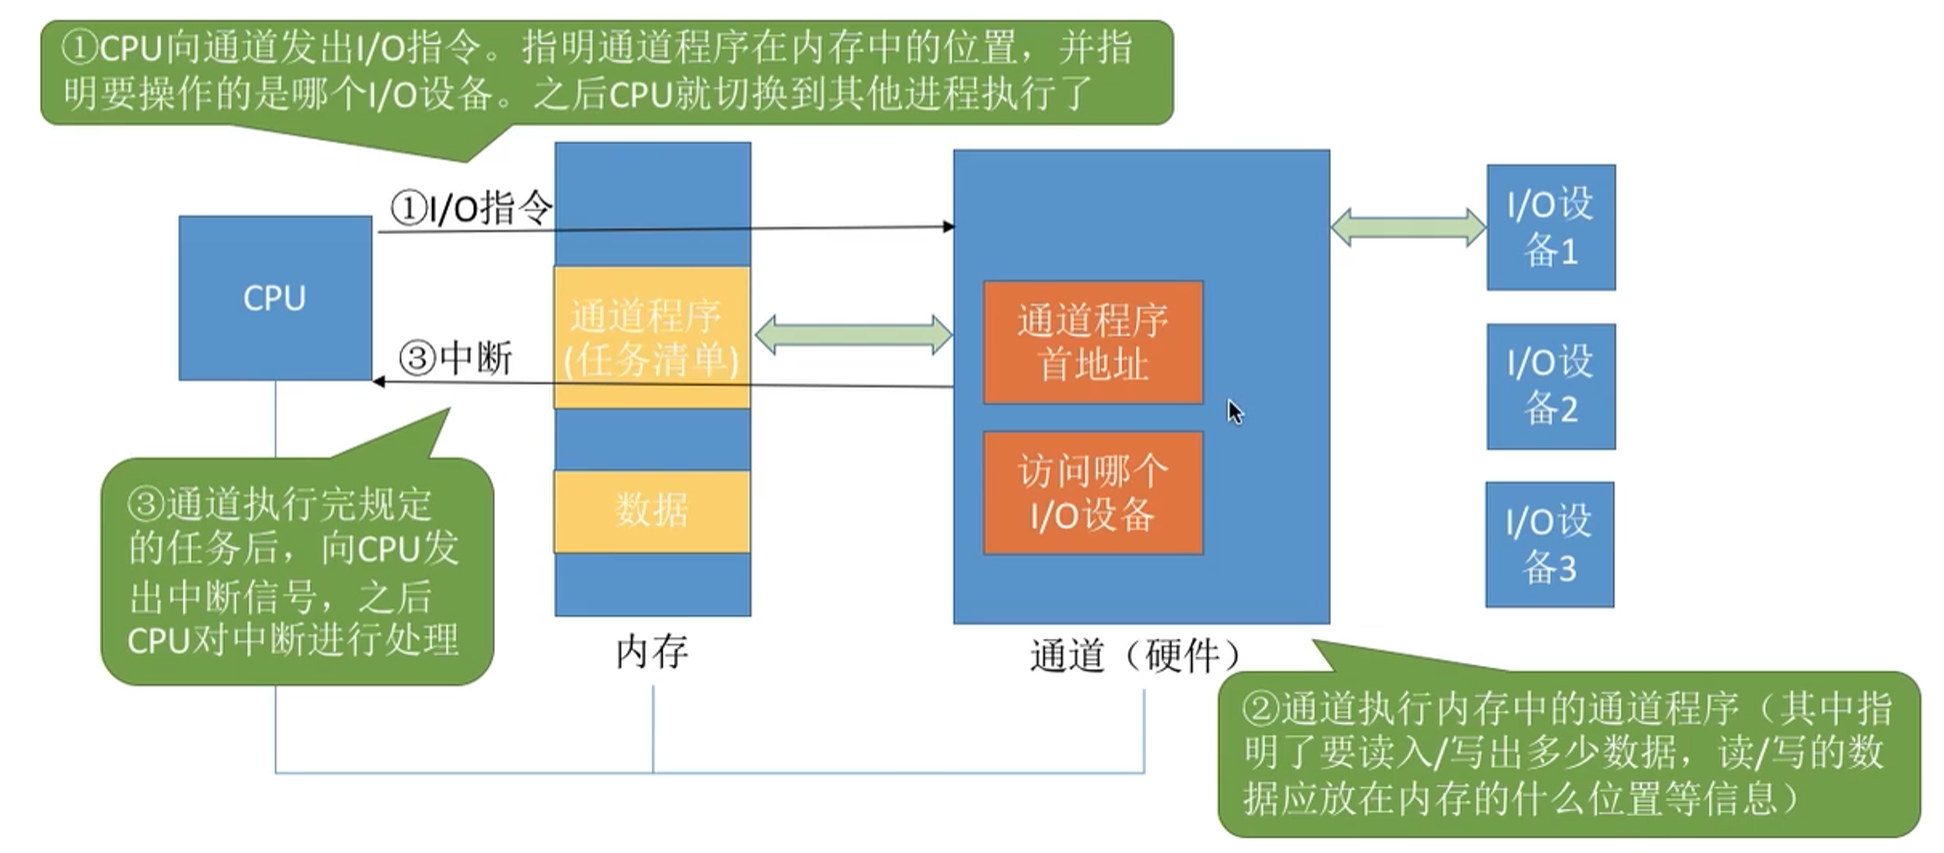 ①CPU向通道发出I/O指令。指明通道程序在内存中的位置，并指
明要操作的是哪个I/O设备。之后CPU就切换到其他进程执行了
①I/O指令
CPU
③中断
通道程序
(任务清单)
数据
内存
通道程序
首地址
访问哪个
I/O设备
通道（硬件）
I/O设
备1
I/O设
备2
I/O设
备3
③通道执行完规定
的任务后，向CPU发
出中断信号，之后
CPU对中断进行处理
②通道执行内存中的通道程序（其中指
明了要读入/写出多少数据，读/写的数
据应放在内存的什么位置等信息）